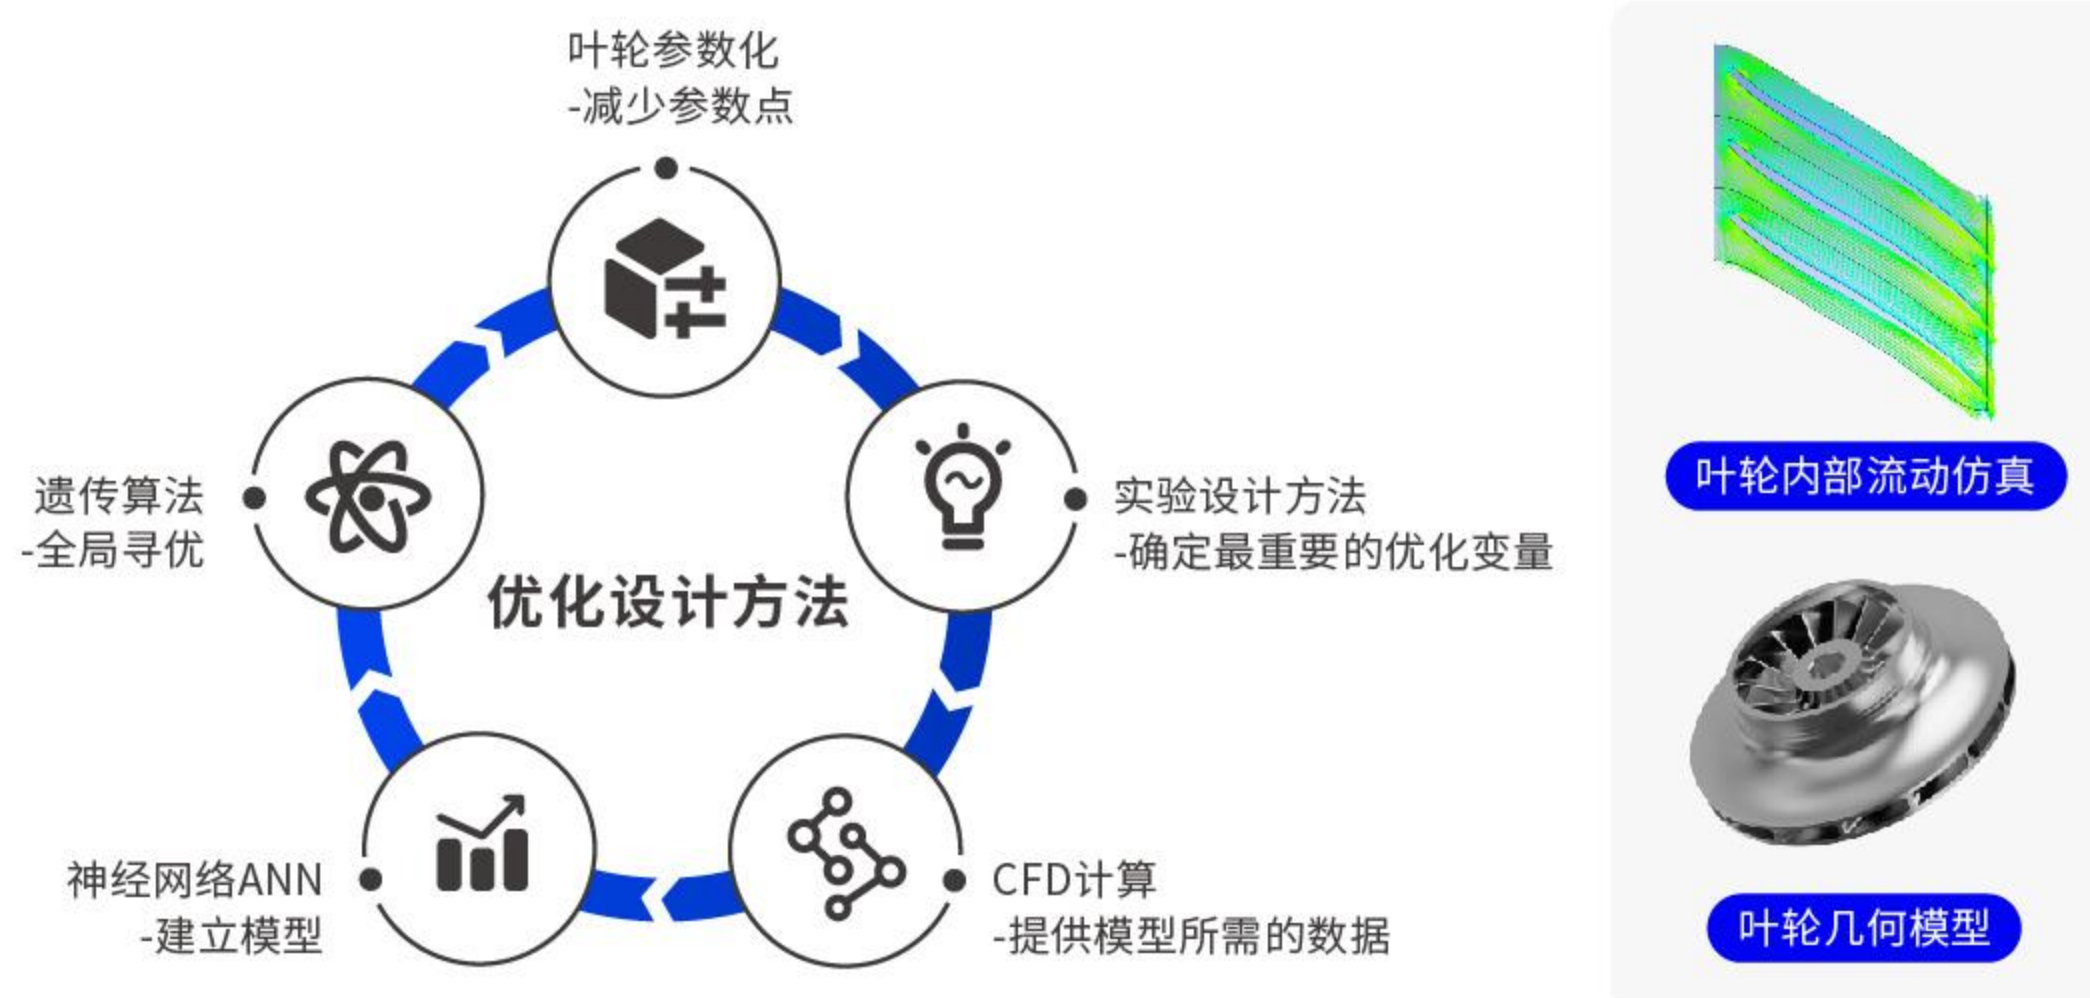 叶轮参数化
-减少参数点
实验设计方法
-确定最重要的优化变量
CFD计算
-提供模型所需的数据
神经网络ANN
-建立模型
遗传算法
-全局寻优
优化设计方法
叶轮内部流动仿真
叶轮几何模型